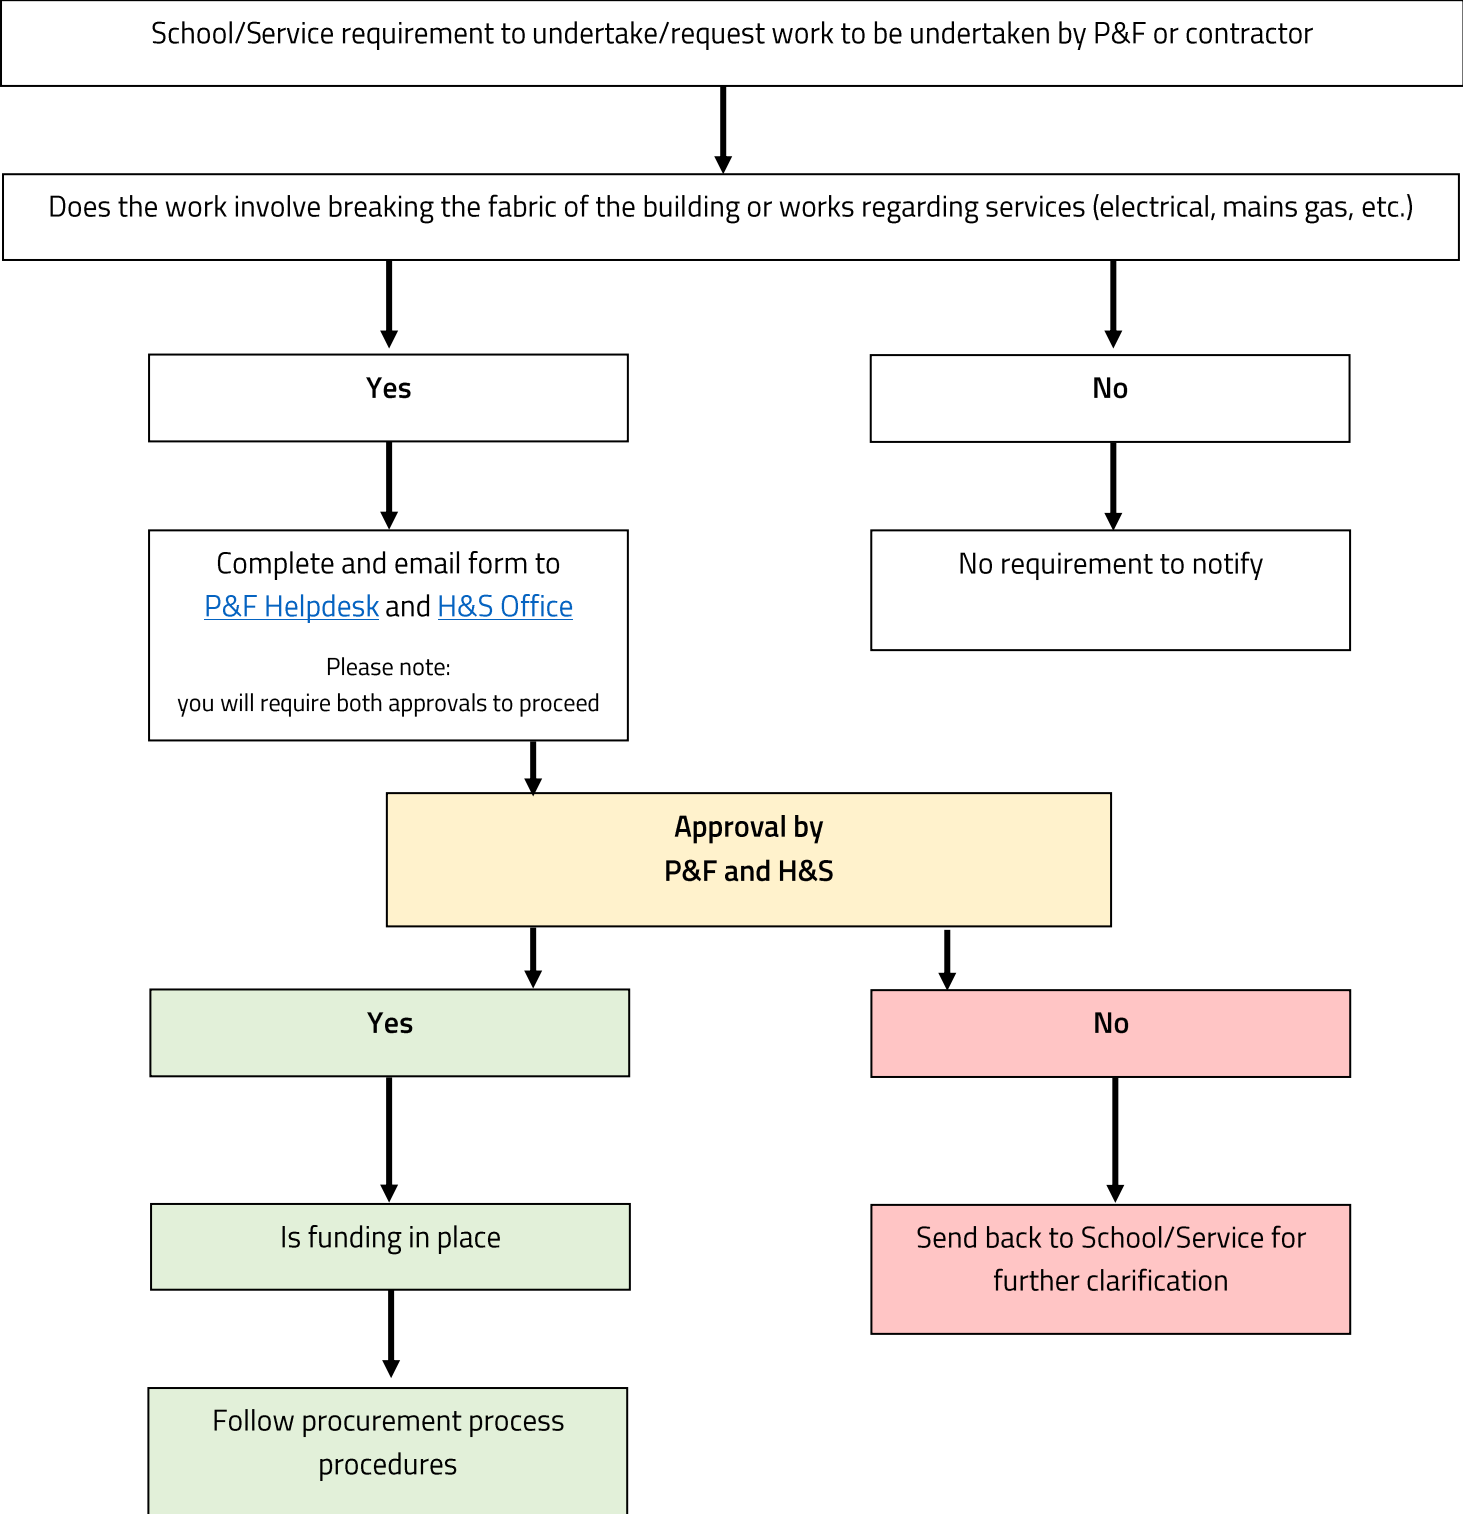 School/Service requirement to undertake/request work to be undertaken by P&F or contractor
Does the work involve breaking the fabric of the building or works regarding services (electrical, mains gas, etc.)
Yes
No
Complete and email form to
P&F Helpdesk and H&S Office
Please note:
you will require both approvals to proceed
No requirement to notify
Approval by
P&F and H&S
Yes
No
Is funding in place
Send back to School/Service for
further clarification
Follow procurement process
procedures